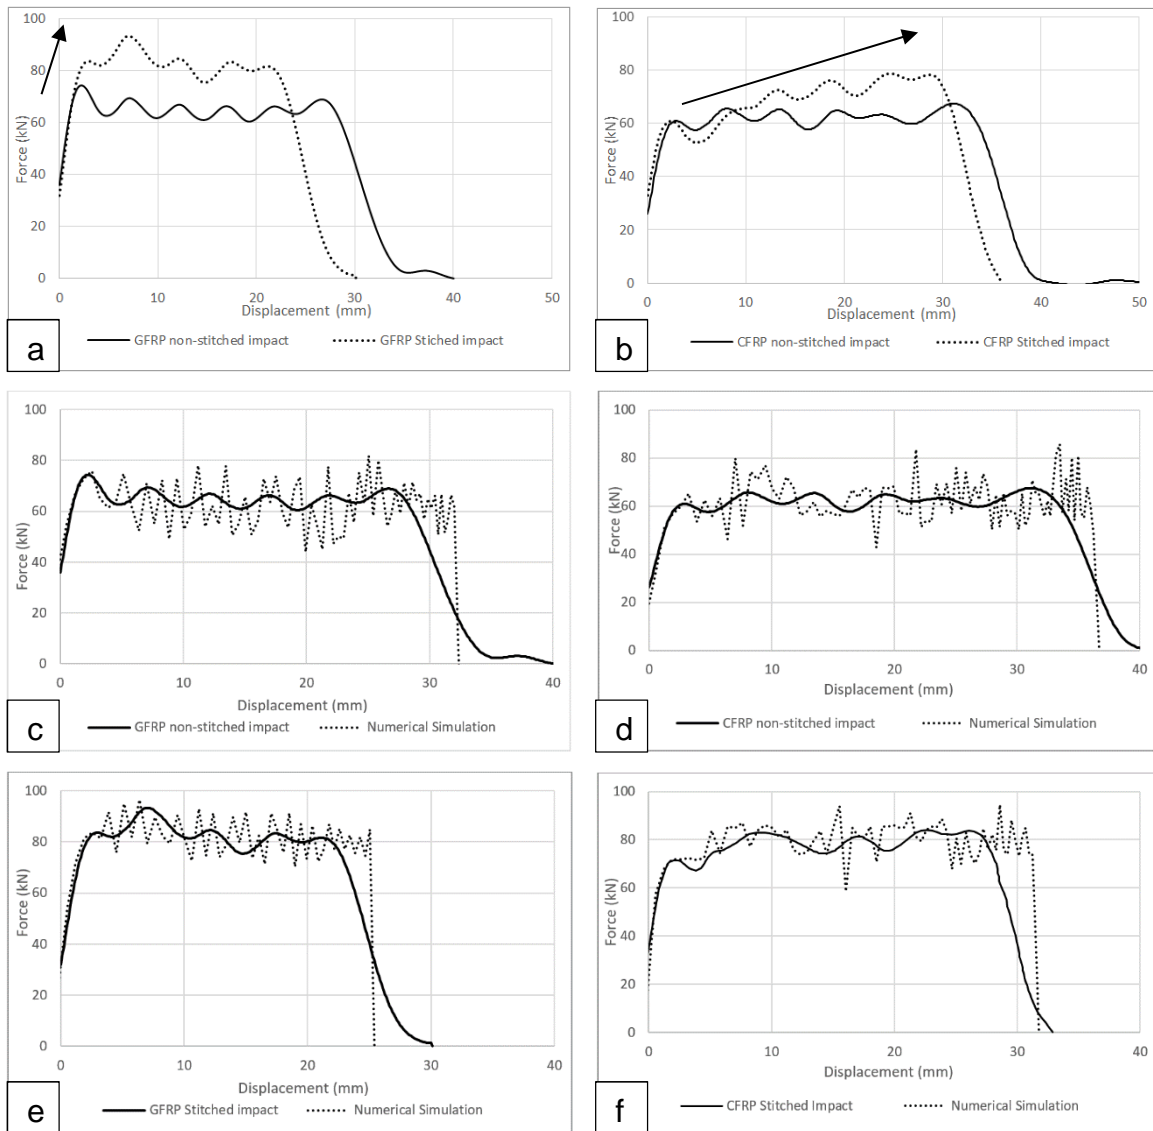 100
80
60
40
20
0
Force (kN)
0 10 20 30 40 50
Displacement (mm)
a
GFRP non-stitched impact GFRP Stiched impact
100
80
60
40
20
0
Force (kN)
0 10 20 30 40 50
Displacement (mm)
b
CFRP non-stitched impact CFRP Stitched impact
100
80
60
40
20
0
Force (kN)
0 10 20 30 40
Displacement (mm)
c
GFRP non-stitched impact Numerical Simulation
100
80
60
40
20
0
Force (kN)
0 10 20 30 40
Displacement (mm)
d
CFRP non-stitched impact Numerical Simulation
100
80
60
40
20
0
Force (kN)
0 10 20 30 40
Displacement (mm)
e
GFRP Stitched impact Numerical Simulation
100
80
60
40
20
0
Force (kN)
0 10 20 30 40
Displacement (mm)
f
CFRP Stitched Impact Numerical Simulation